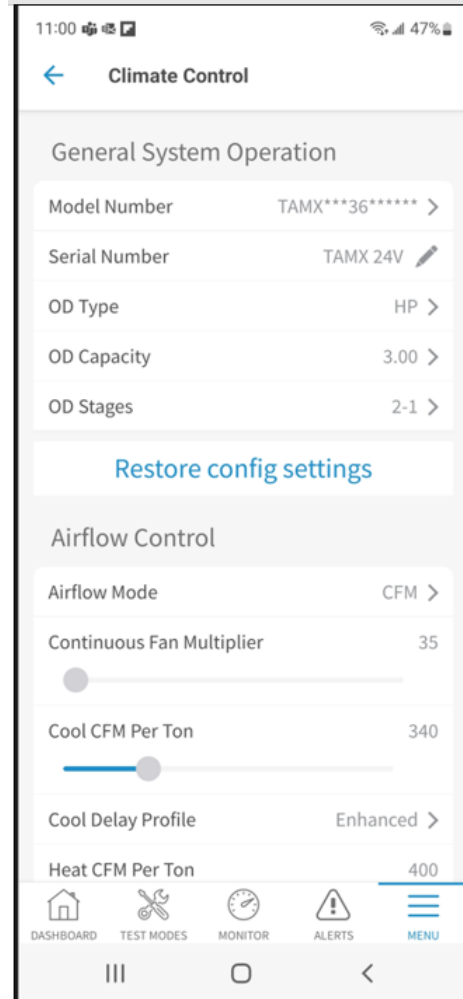 11:00 47%
Climate Control
General System Operation
Model Number TAMX***36******
Serial Number TAMX 24V
OD Type HP
OD Capacity 3.00
OD Stages 2-1
Restore config settings
Airflow Control
Airflow Mode CFM
Continuous Fan Multiplier 35
Cool CFM Per Ton 340
Cool Delay Profile Enhanced
Heat CFM Per Ton 400
DASHBOARD TEST MODES MONITOR ALERTS MENU